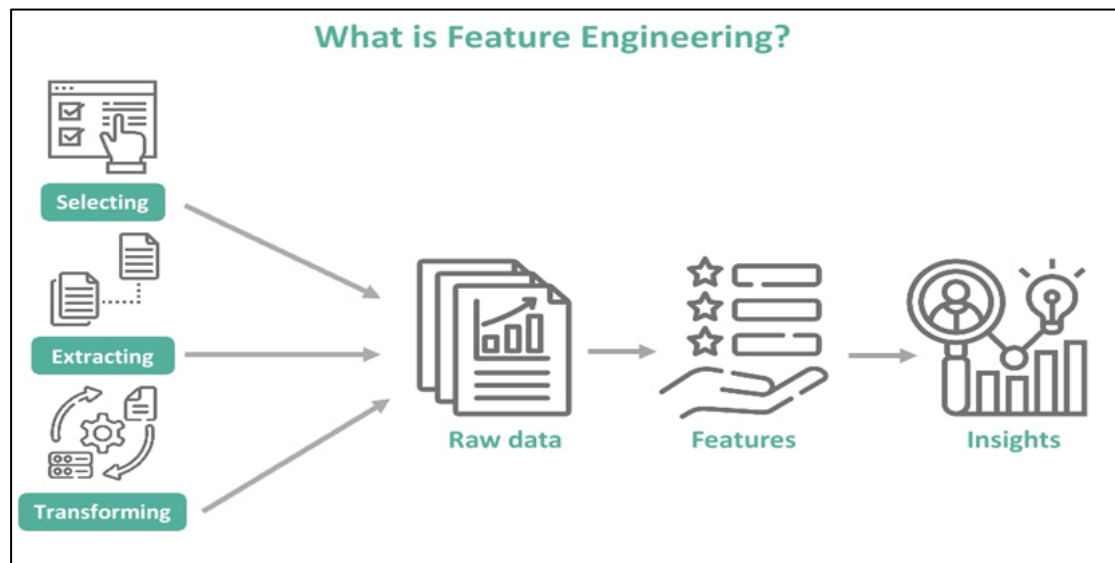 What is Feature Engineering?
Selecting
Extracting
Transforming
Raw data
Features
Insights